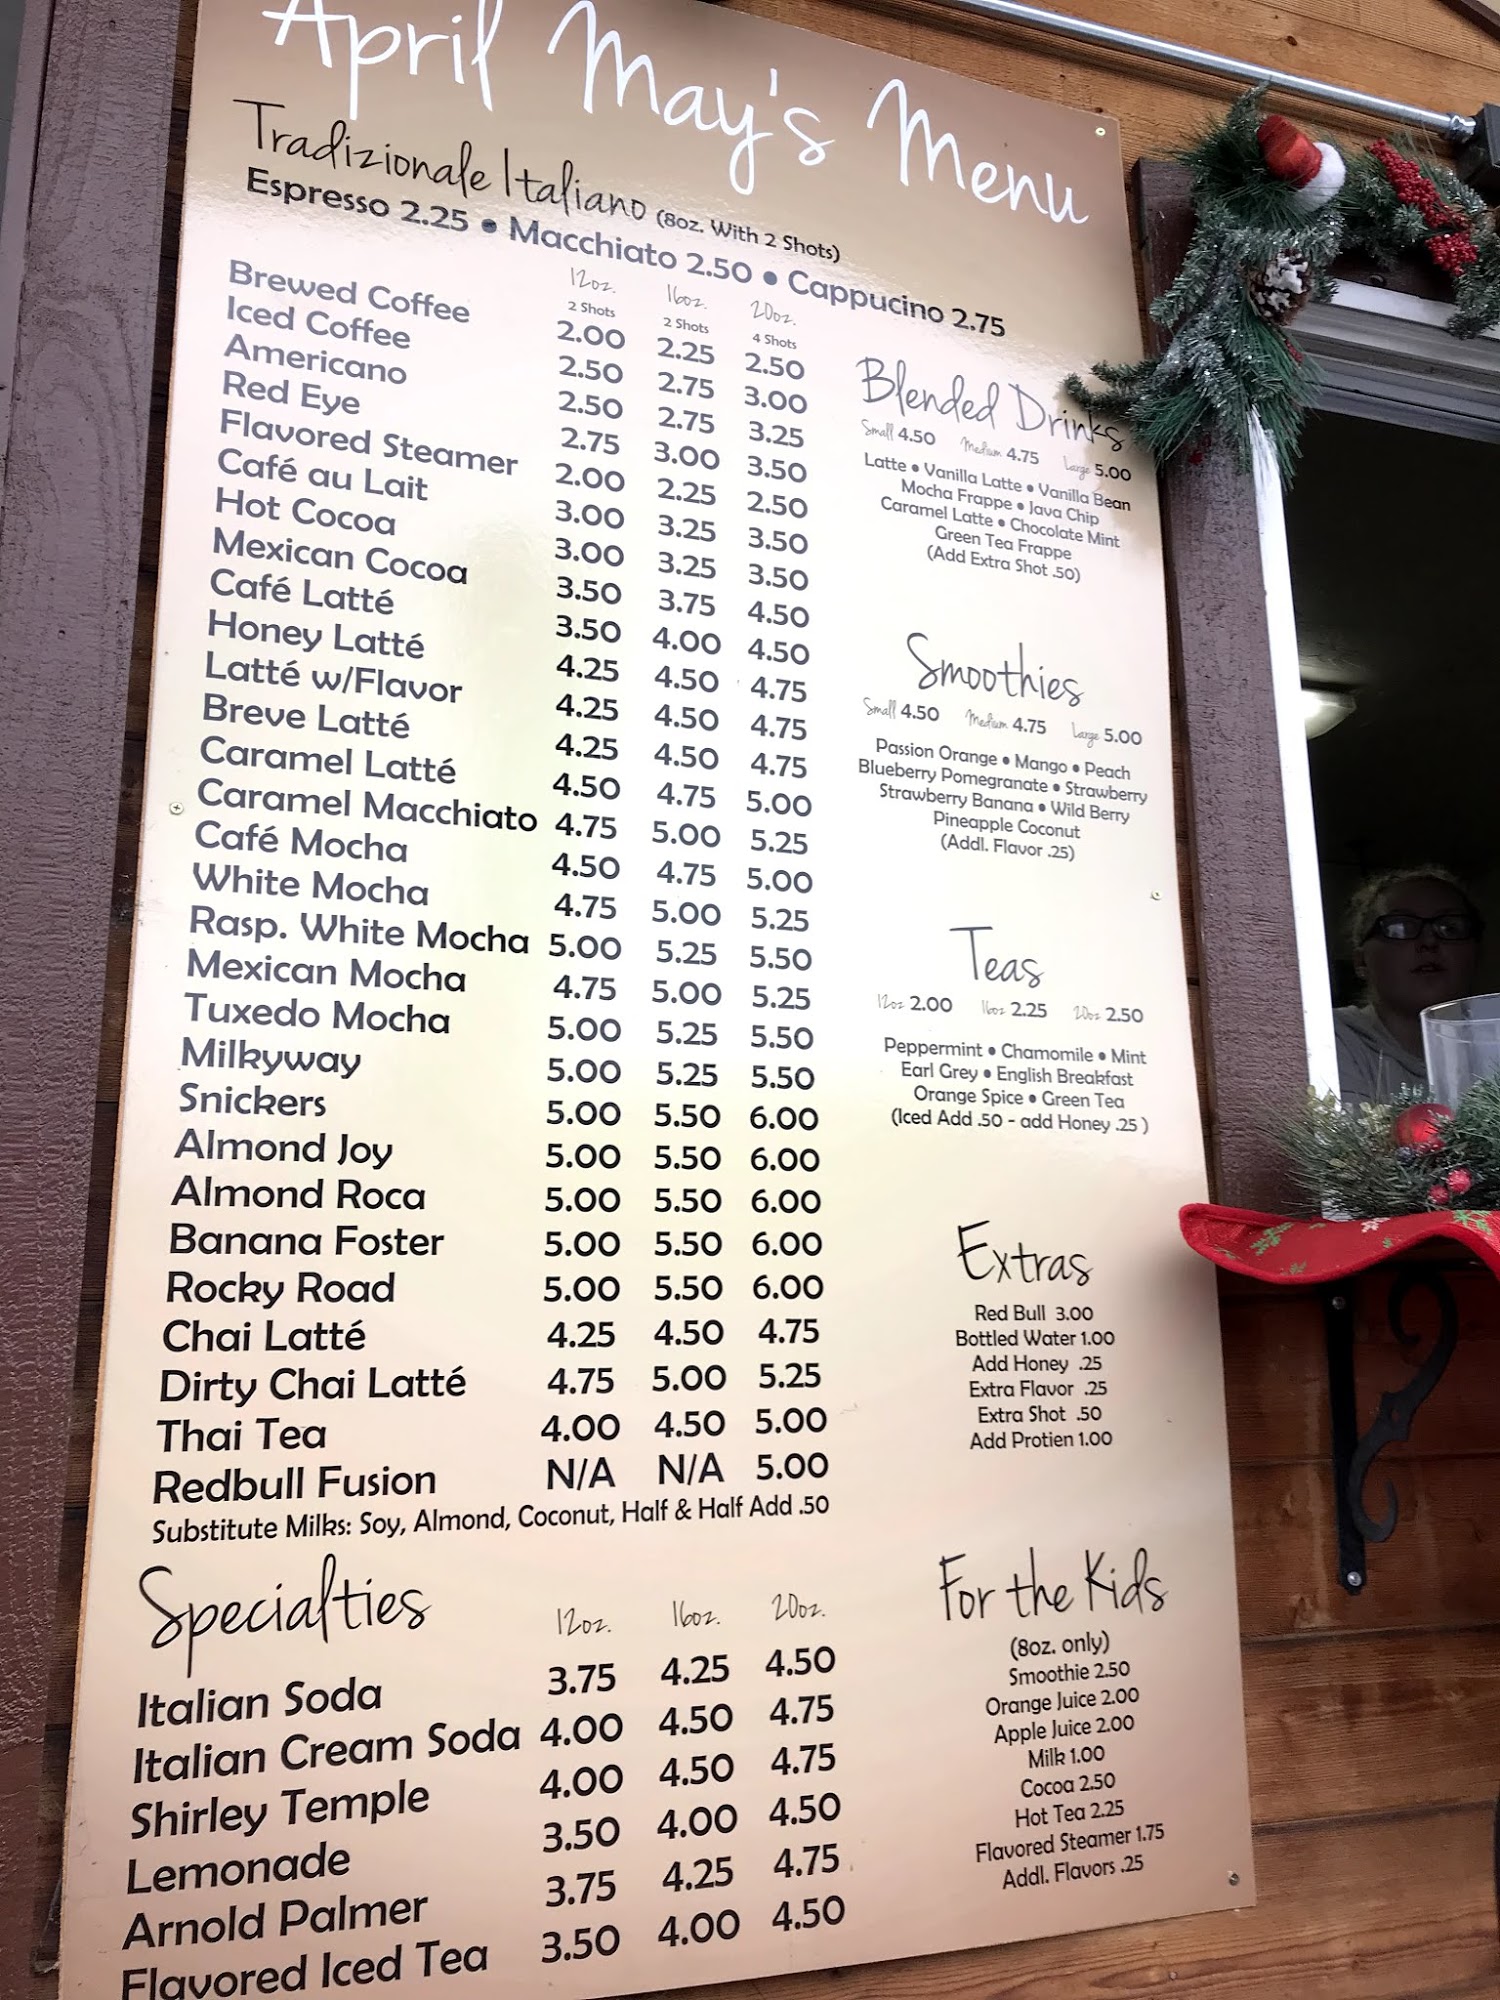 April May's Menu
Tradizionale Italiano (8oz. With 2 Shots)
Espresso 2.25 • Macchiato 2.50 • Cappucino 2.75
12oz. 16oz. 20oz.
2 Shots 2 Shots 4 Shots
Brewed Coffee 2.00 2.25 2.50
Iced Coffee 2.50 2.75 3.00
Americano 2.50 2.75 3.25
Red Eye 2.75 3.00 3.50
Flavored Steamer 2.00 2.25 2.50
Café au Lait 3.00 3.25 3.50
Hot Cocoa 3.00 3.25 3.50
Mexican Cocoa 3.50 3.75 4.50
Café Latté 3.50 4.00 4.50
Honey Latté 4.25 4.50 4.75
Latté w/Flavor 4.25 4.50 4.75
Breve Latté 4.25 4.50 4.75
Caramel Latté 4.50 4.75 5.00
Caramel Macchiato 4.75 5.00 5.25
Café Mocha 4.50 4.75 5.00
White Mocha 4.75 5.00 5.25
Rasp. White Mocha 5.00 5.25 5.50
Mexican Mocha 4.75 5.00 5.25
Tuxedo Mocha 5.00 5.25 5.50
Milkyway 5.00 5.25 5.50
Snickers 5.00 5.50 6.00
Almond Joy 5.00 5.50 6.00
Almond Roca 5.00 5.50 6.00
Banana Foster 5.00 5.50 6.00
Rocky Road 5.00 5.50 6.00
Chai Latté 4.25 4.50 4.75
Dirty Chai Latté 4.75 5.00 5.25
Thai Tea 4.00 4.50 5.00
Redbull Fusion N/A N/A 5.00
Substitute Milks: Soy, Almond, Coconut, Half & Half Add .50
Specialties 12oz. 16oz. 20oz.
Italian Soda 3.75 4.25 4.50
Italian Cream Soda 4.00 4.50 4.75
Shirley Temple 4.00 4.50 4.75
Lemonade 3.50 4.00 4.50
Arnold Palmer 3.75 4.25 4.75
Flavored Iced Tea 3.50 4.00 4.50
Blended Drinks
Small 4.50 Medium 4.75 Large 5.00
Latte • Vanilla Latte • Vanilla Bean
Mocha Frappe • Java Chip
Caramel Latte • Chocolate Mint
Green Tea Frappe
(Add Extra Shot .50)
Smoothies
Small 4.50 Medium 4.75 Large 5.00
Passion Orange • Mango • Peach
Blueberry Pomegranate • Strawberry
Strawberry Banana • Wild Berry
Pineapple Coconut
(Addl. Flavor .25)
Teas
12oz 2.00 16oz 2.25 20oz 2.50
Peppermint • Chamomile • Mint
Earl Grey • English Breakfast
Orange Spice • Green Tea
(Iced Add .50 - add Honey .25 )
Extras
Red Bull 3.00
Bottled Water 1.00
Add Honey .25
Extra Flavor .25
Extra Shot .50
Add Protien 1.00
For the Kids
(8oz. only)
Smoothie 2.50
Orange Juice 2.00
Apple Juice 2.00
Milk 1.00
Cocoa 2.50
Hot Tea 2.25
Flavored Steamer 1.75
Addl. Flavors .25